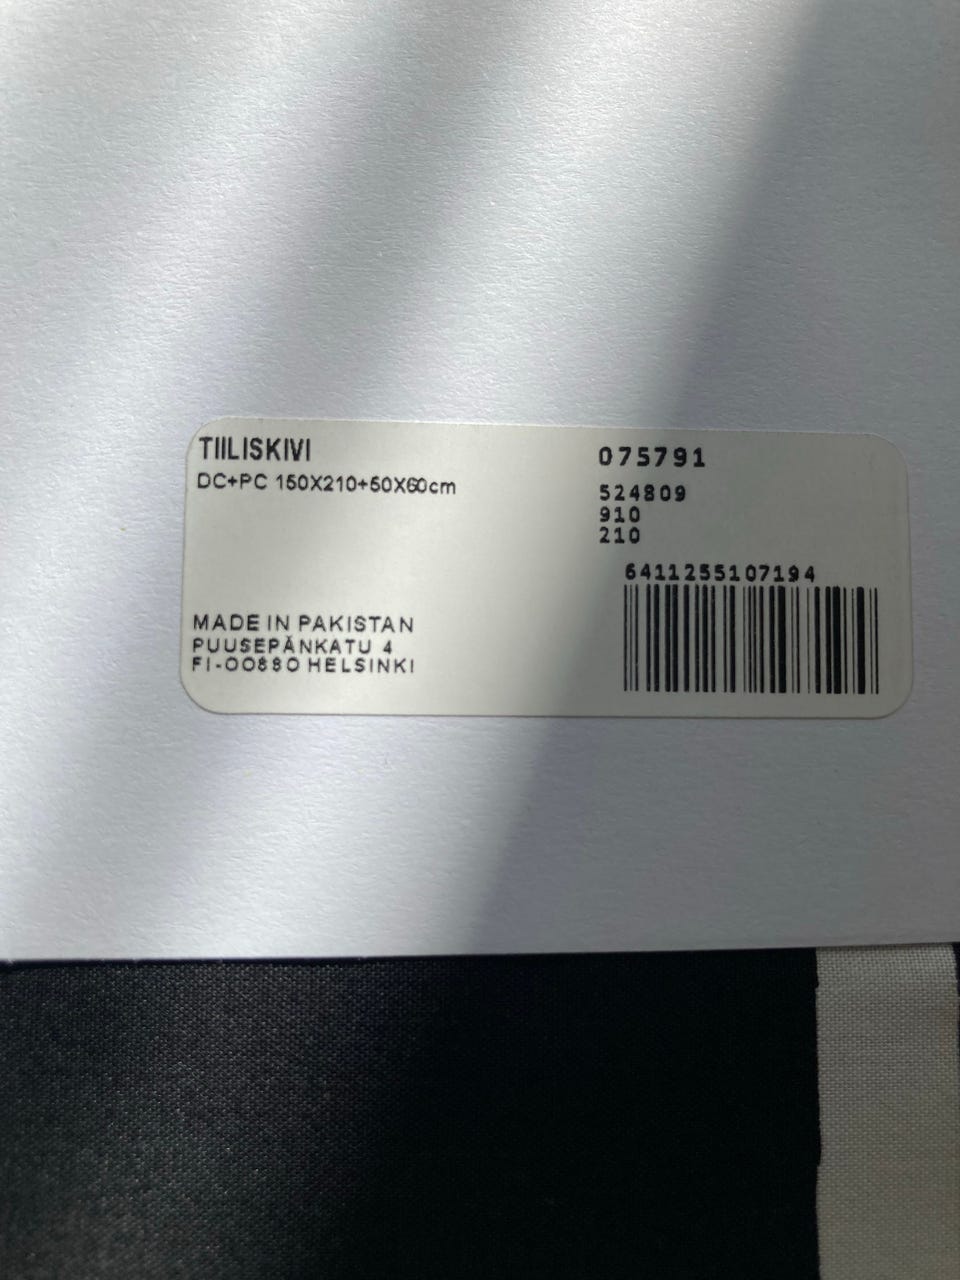 TIILISKIVI
DC+PC 150X210+50X60cm
075791
524809
910
210
6411255107194
MADE IN PAKISTAN
PUUSEPÄNKATU 4
FI-00880 HELSINKI